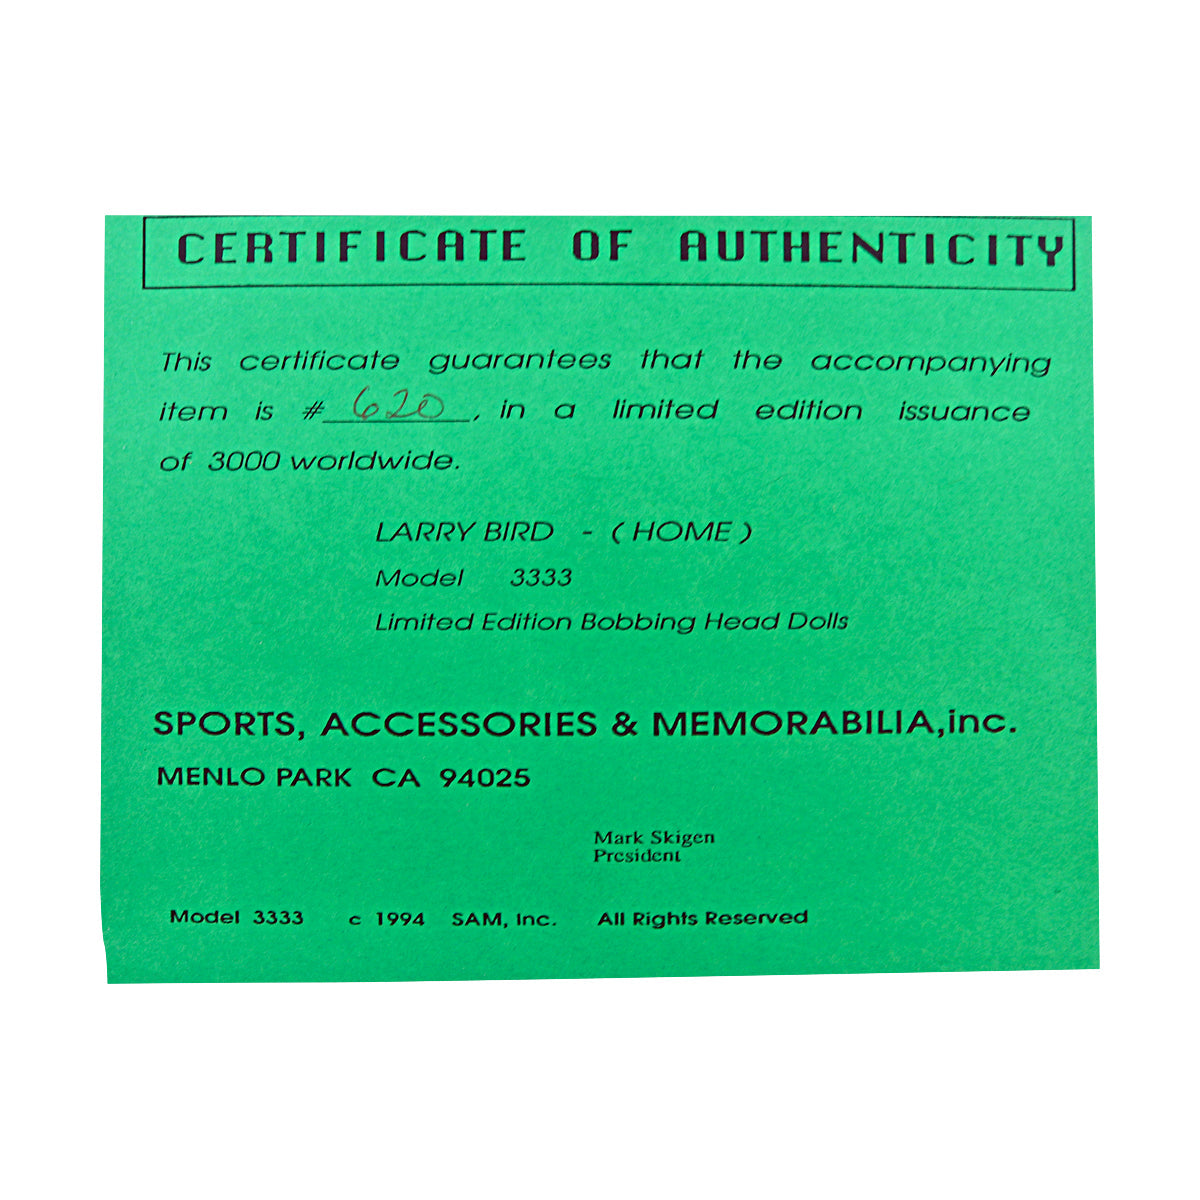 CERTIFICATE OF AUTHENTICITY
This certificate guarantees that the accompanying
item is # 620, in a limited edition issuance
of 3000 worldwide.
LARRY BIRD - ( HOME )
Model 3333
Limited Edition Bobbing Head Dolls
SPORTS, ACCESSORIES & MEMORABILIA,inc.
MENLO PARK CA 94025
Mark Skigen
President
Model 3333 c 1994 SAM, Inc. All Rights Reserved